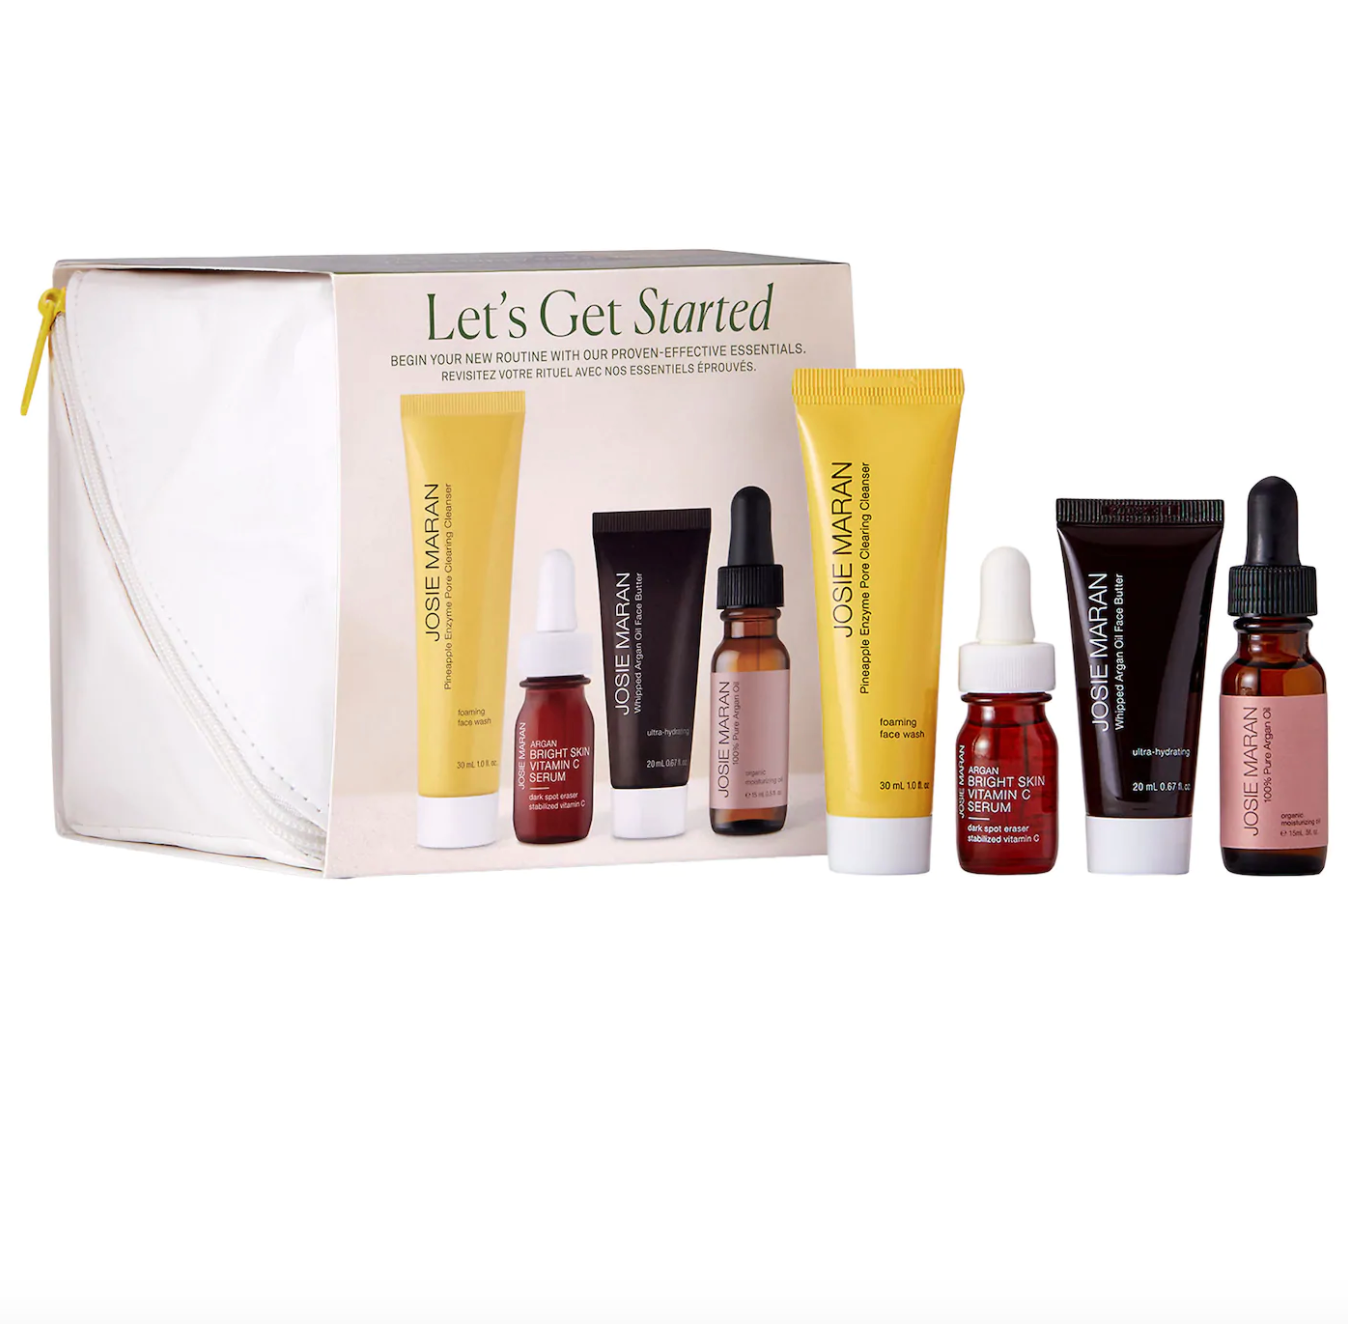 Let's Get Started
BEGIN YOUR NEW ROUTINE WITH OUR PROVEN-EFFECTIVE ESSENTIALS.
REVISITEZ VOTRE RITUEL AVEC NOS ESSENTIELS ÉPROUVÉS.
JOSIE MARAN
Pineapple Enzyme Pore Clearing Cleanser
foaming
face wash
30 mL 1.0 fl. oz.
JOSIE MARAN
ARGAN
BRIGHT SKIN
VITAMIN C
SERUM
dark spot eraser
stabilized vitamin C
JOSIE MARAN
Whipped Argan Oil Face Butter
ultra-hydrating
20 mL 0.67 fl.oz.
JOSIE MARAN
100% Pure Argan Oil
organic
moisturizing oil
JOSIE MARAN
Pineapple Enzyme Pore Clearing Cleanser
foaming
face wash
30 mL 1.0 fl. oz
JOSIE MARAN
ARGAN
BRIGHT SKIN
VITAMIN C
SERUM
dark spot eraser
stabilized vitamin C
JOSIE MARAN
Whipped Argan Oil Face Butter
ultra-hydrating
20 mL 0.67 fl.oz
JOSIE MARAN
100% Pure Argan Oil
organic
moisturizing oil
℮ 15mL .5fl. oz.